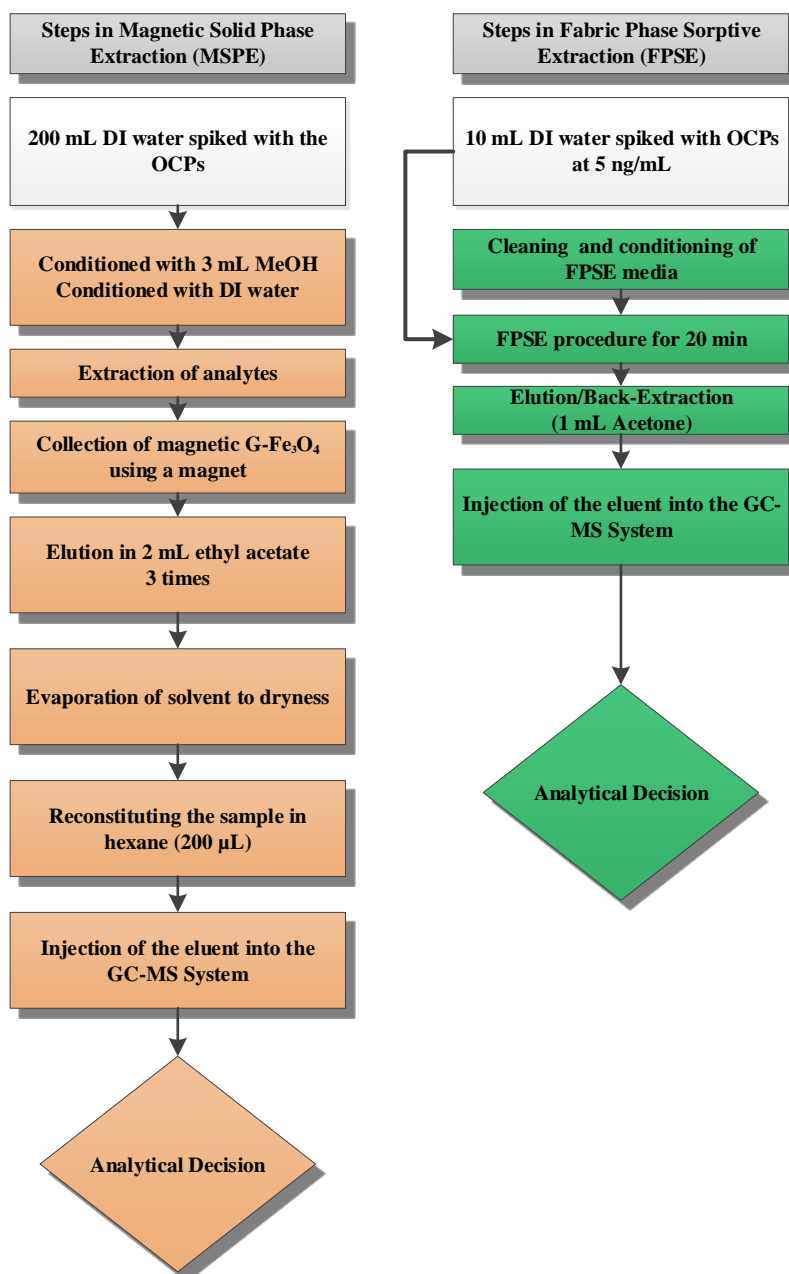 Steps in Magnetic Solid Phase
Extraction (MSPE)
200 mL DI water spiked with the
OCPs
Conditioned with 3 mL MeOH
Conditioned with DI water
Extraction of analytes
Collection of magnetic G-Fe₃O₄
using a magnet
Elution in 2 mL ethyl acetate
3 times
Evaporation of solvent to dryness
Reconstituting the sample in
hexane (200 µL)
Injection of the eluent into the
GC-MS System
Analytical Decision
Steps in Fabric Phase Sorptive
Extraction (FPSE)
10 mL DI water spiked with OCPs
at 5 ng/mL
Cleaning and conditioning of
FPSE media
FPSE procedure for 20 min
Elution/Back-Extraction
(1 mL Acetone)
Injection of the eluent into the GC-
MS System
Analytical Decision